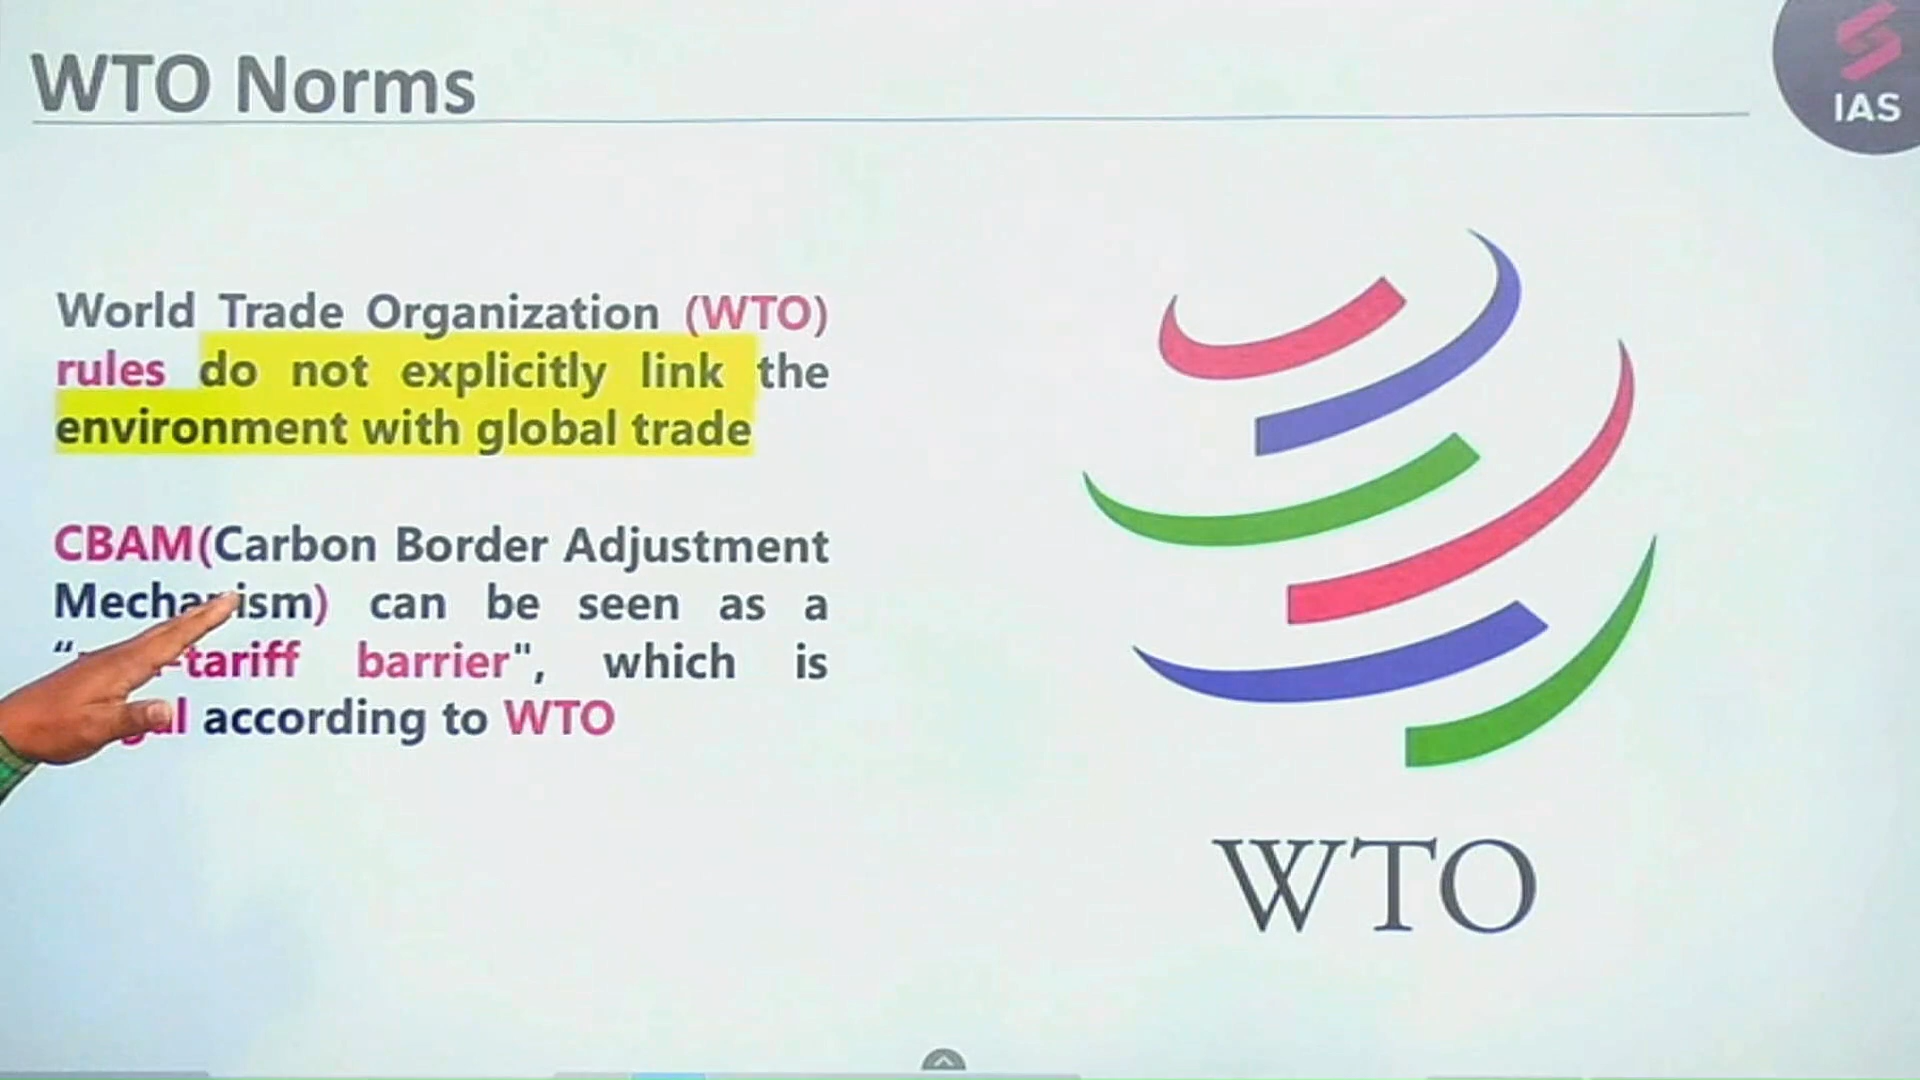 WTO Norms
IAS
World Trade Organization (WTO)
rules do not explicitly link the
environment with global trade
CBAM(Carbon Border Adjustment
Mechanism) can be seen as a
tariff barrier", which is
according to WTO
WTO